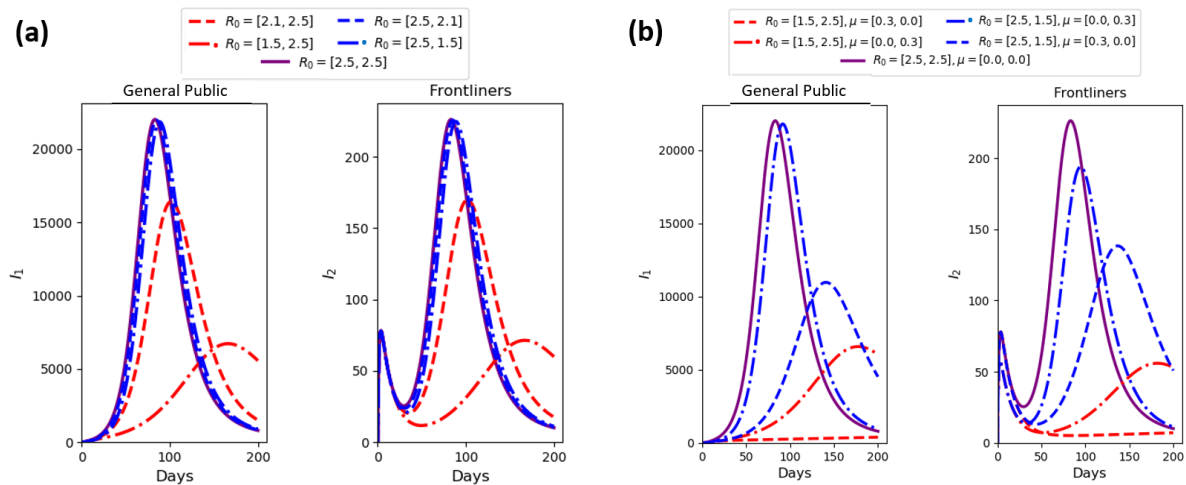 (a)
R₀ = [2.1, 2.5] R₀ = [2.5, 2.1]
R₀ = [1.5, 2.5] R₀ = [2.5, 1.5]
R₀ = [2.5, 2.5]
General Public
I₁
20000
15000
10000
5000
0
0 100 200
Days
Frontliners
I₂
200
150
100
50
0
0 100 200
Days
(b)
R₀ = [1.5, 2.5], μ = [0.3, 0.0] R₀ = [2.5, 1.5], μ = [0.0, 0.3]
R₀ = [1.5, 2.5], μ = [0.0, 0.3] R₀ = [2.5, 1.5], μ = [0.3, 0.0]
R₀ = [2.5, 2.5], μ = [0.0, 0.0]
General Public
I₁
20000
15000
10000
5000
0
0 50 100 150 200
Days
Frontliners
I₂
200
150
100
50
0
0 50 100 150 200
Days